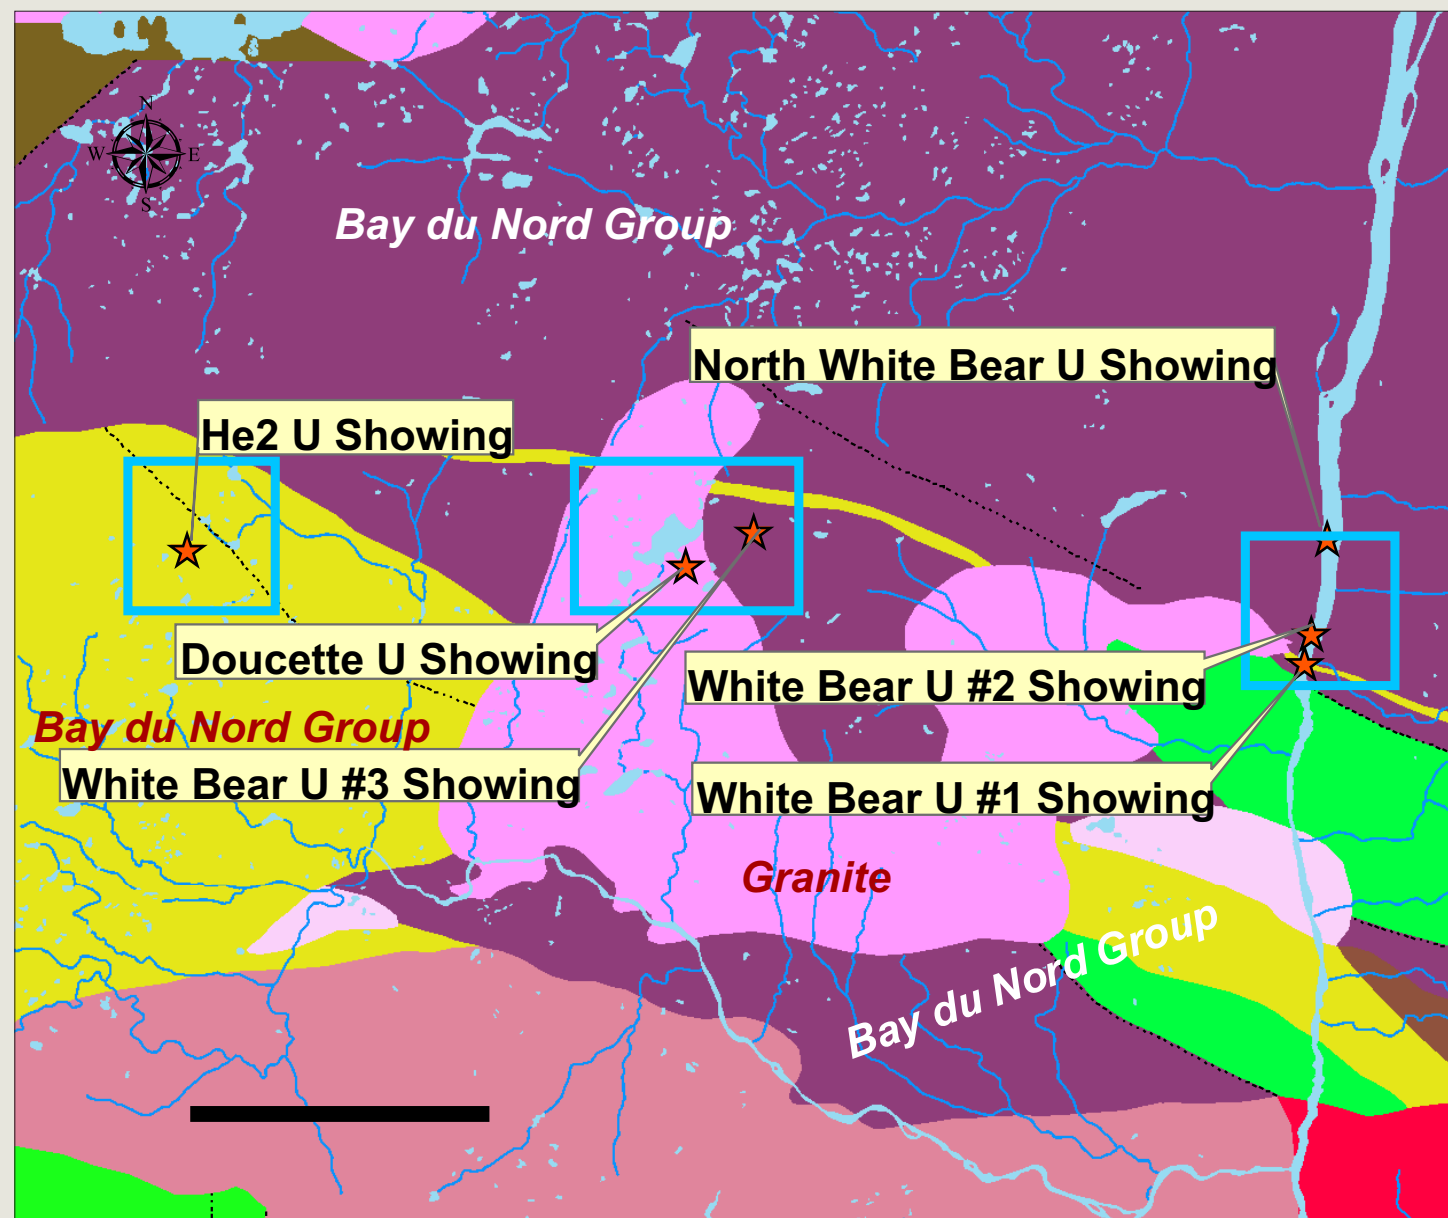 N
W E
S
Bay du Nord Group
North White Bear U Showing
He2 U Showing
Doucette U Showing
White Bear U #2 Showing
Bay du Nord Group
White Bear U #3 Showing
White Bear U #1 Showing
Granite
Bay du Nord Group